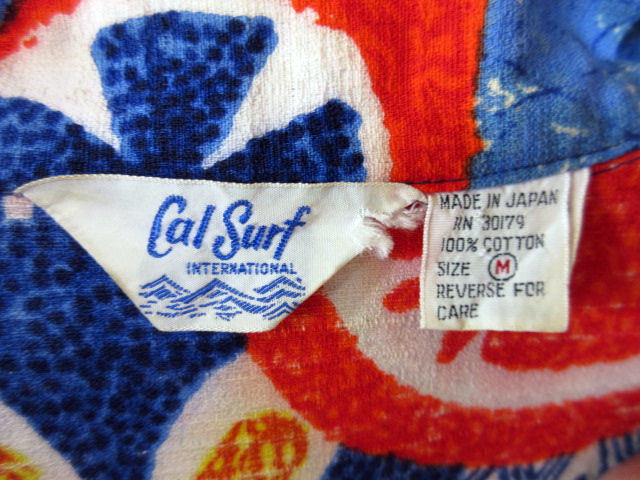 Cal Surf
INTERNATIONAL
MADE IN JAPAN
RN 30179
100% COTTON
SIZE M
REVERSE FOR
CARE